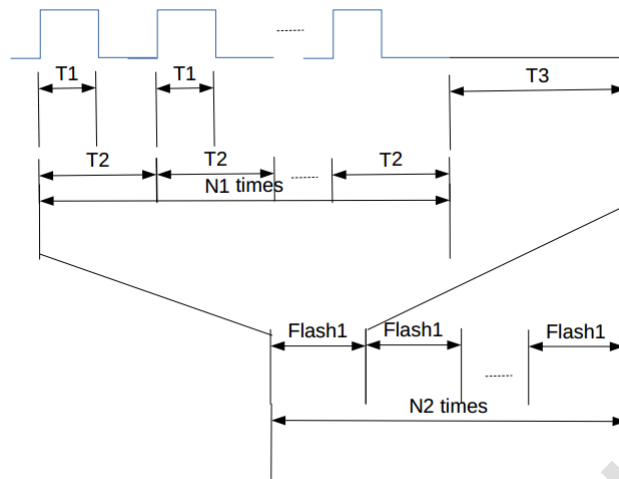 T1 T1 T3
T2 T2 T2
N1 times
Flash1 Flash1 Flash1
N2 times